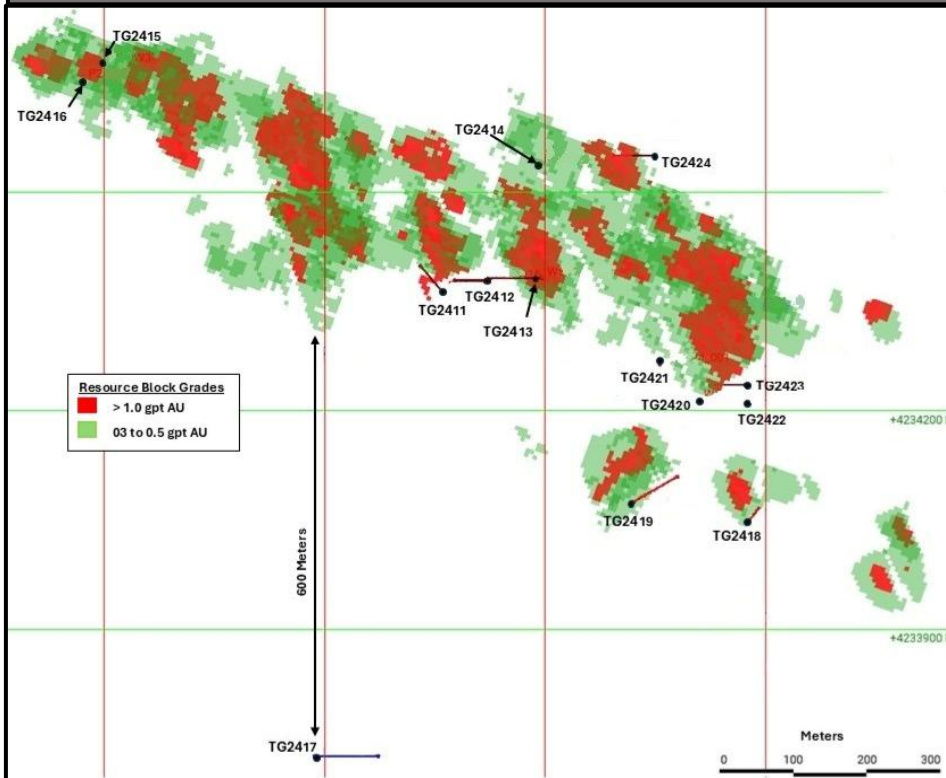 TG2415
TG2416
TG2414
TG2424
TG2411
TG2412
TG2413
TG2421
TG2423
TG2420
TG2422
+4234200
Resource Block Grades
> 1.0 gpt AU
03 to 0.5 gpt AU
600 Meters
TG2419
TG2418
+4233900
TG2417
Meters
0 100 200 300